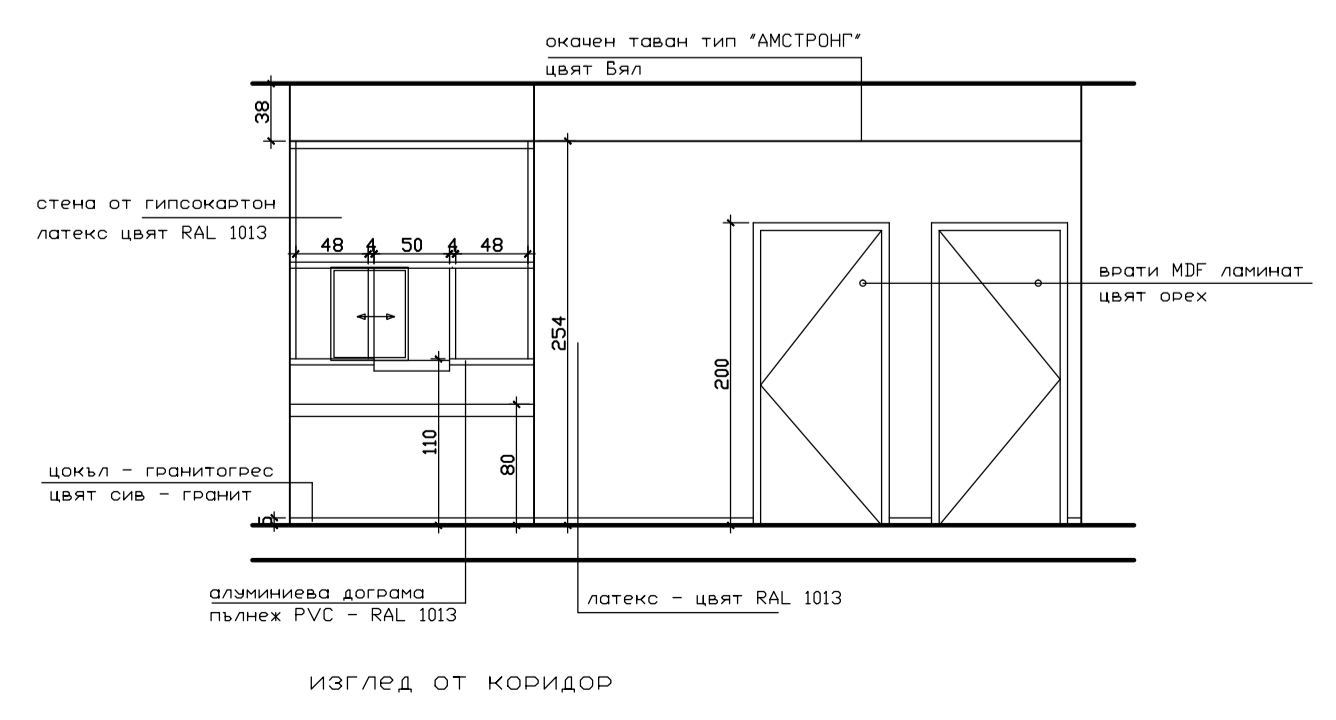 окачен таван тип "АМСТРОНГ"
цвят Бял
38
стена от гипсокартон
латекс цвят RAL 1013
48 4 50 4 48
врати MDF ламинат
цвят орех
254
200
110
80
цокъл - гранитогрес
цвят сив - гранит
5
алуминиева дограма
пълнеж PVC - RAL 1013
латекс - цвят RAL 1013
изглед от коридор